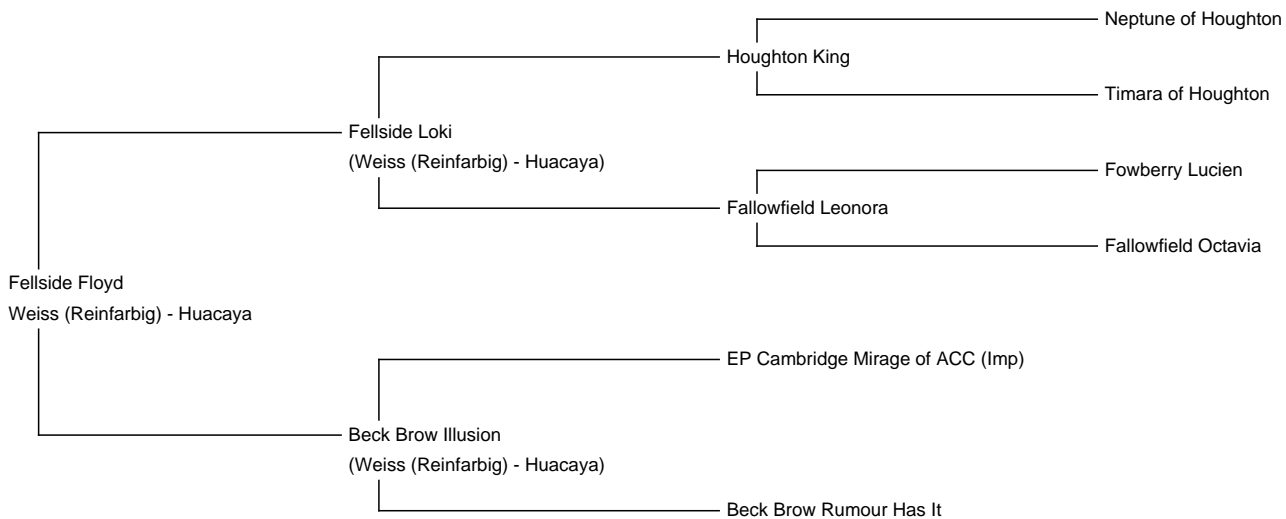 Neptune of Houghton
Houghton King
Timara of Houghton
Fellside Loki
(Weiss (Reinfarbig) - Huacaya)
Fowberry Lucien
Fallowfield Leonora
Fallowfield Octavia
Fellside Floyd
Weiss (Reinfarbig) - Huacaya
EP Cambridge Mirage of ACC (Imp)
Beck Brow Illusion
(Weiss (Reinfarbig) - Huacaya)
Beck Brow Rumour Has It